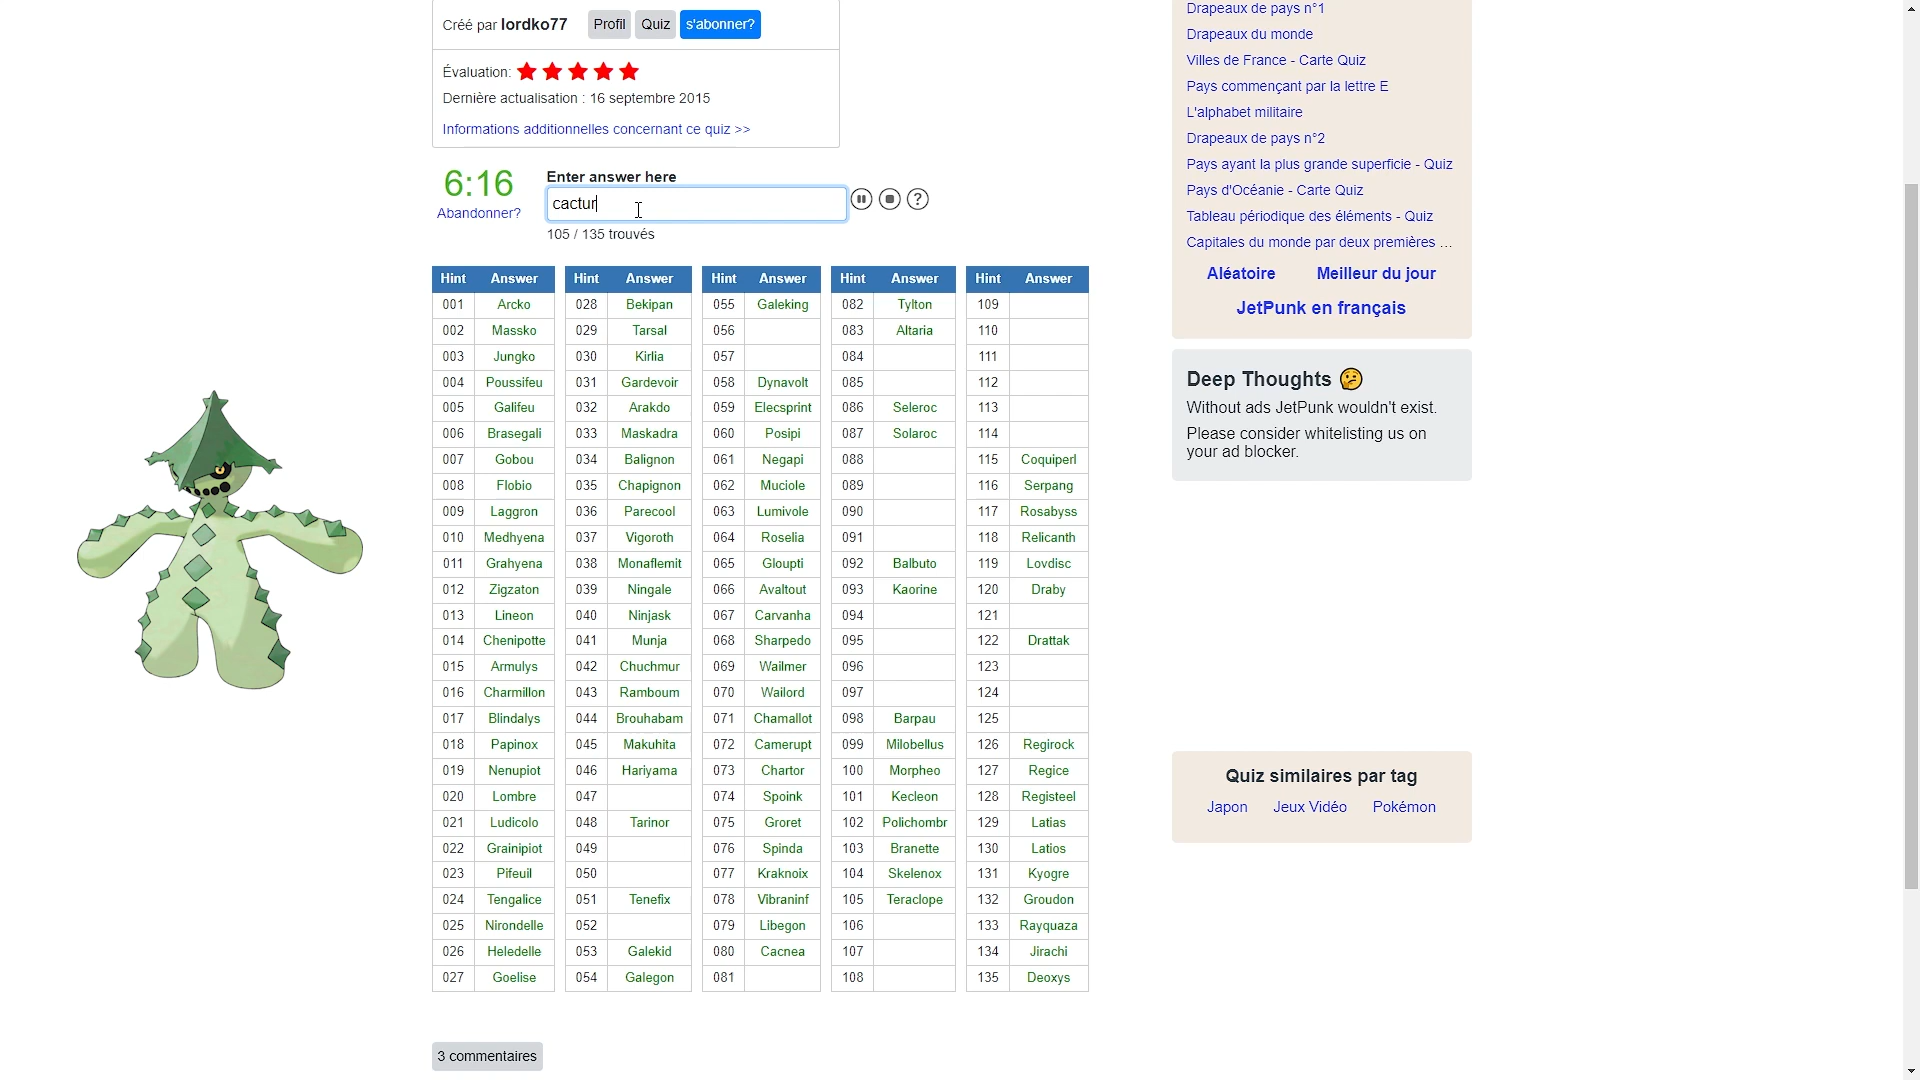 Créé par lordko77 Profil Quiz s'abonner?
Évaluation:
Dernière actualisation : 16 septembre 2015
Informations additionnelles concernant ce quiz >>
6:16
Abandonner?
Enter answer here
cactur
?
105 / 135 trouvés
Hint Answer Hint Answer Hint Answer Hint Answer Hint Answer
001 Arcko 028 Bekipan 055 Galeking 082 Tylton 109
002 Massko 029 Tarsal 056 083 Altaria 110
003 Jungko 030 Kirlia 057 084 111
004 Poussifeu 031 Gardevoir 058 Dynavolt 085 112
005 Galifeu 032 Arakdo 059 Elecsprint 086 Seleroc 113
006 Brasegali 033 Maskadra 060 Posipi 087 Solaroc 114
007 Gobou 034 Balignon 061 Negapi 088 115 Coquiperl
008 Flobio 035 Chapignon 062 Muciole 089 116 Serpang
009 Laggron 036 Parecool 063 Lumivole 090 117 Rosabyss
010 Medhyena 037 Vigoroth 064 Roselia 091 118 Relicanth
011 Grahyena 038 Monaflemit 065 Gloupti 092 Balbuto 119 Lovdisc
012 Zigzaton 039 Ningale 066 Avaltout 093 Kaorine 120 Draby
013 Lineon 040 Ninjask 067 Carvanha 094 121
014 Chenipotte 041 Munja 068 Sharpedo 095 122 Drattak
015 Armulys 042 Chuchmur 069 Wailmer 096 123
016 Charmillon 043 Ramboum 070 Wailord 097 124
017 Blindalys 044 Brouhabam 071 Chamallot 098 Barpau 125
018 Papinox 045 Makuhita 072 Camerupt 099 Milobellus 126 Regirock
019 Nenupiot 046 Hariyama 073 Chartor 100 Morpheo 127 Regice
020 Lombre 047 074 Spoink 101 Kecleon 128 Registeel
021 Ludicolo 048 Tarinor 075 Groret 102 Polichombr 129 Latias
022 Grainipiot 049 076 Spinda 103 Branette 130 Latios
023 Pifeuil 050 077 Kraknoix 104 Skelenox 131 Kyogre
024 Tengalice 051 Tenefix 078 Vibraninf 105 Teraclope 132 Groudon
025 Nirondelle 052 079 Libegon 106 133 Rayquaza
026 Heledelle 053 Galekid 080 Cacnea 107 134 Jirachi
027 Goelise 054 Galegon 081 108 135 Deoxys
3 commentaires
Drapeaux de pays n°1
Drapeaux du monde
Villes de France - Carte Quiz
Pays commençant par la lettre E
L'alphabet militaire
Drapeaux de pays n°2
Pays ayant la plus grande superficie - Quiz
Pays d'Océanie - Carte Quiz
Tableau périodique des éléments - Quiz
Capitales du monde par deux premières ...
Aléatoire Meilleur du jour
JetPunk en français
Deep Thoughts
Without ads JetPunk wouldn't exist.
Please consider whitelisting us on
your ad blocker.
Quiz similaires par tag
Japon Jeux Vidéo Pokémon